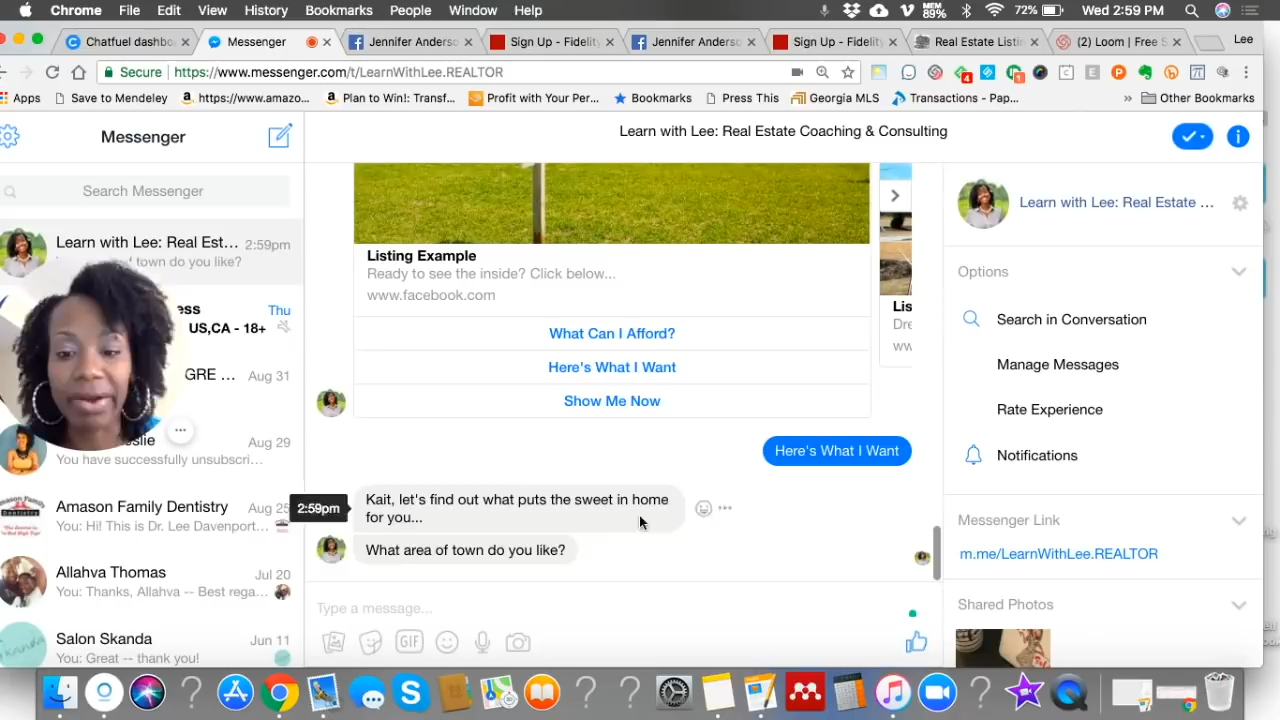 Chrome File Edit View History Bookmarks People Window Help MEM 89% 72% Wed 2:59 PM
Chatfuel dashbo Messenger Jennifer Anderso Sign Up - Fidelity Jennifer Anderso Sign Up - Fidelity Real Estate Listin (2) Loom | Free S Lee
Secure https://www.messenger.com/t/LearnWithLee.REALTOR
Apps Save to Mendeley https://www.amazo... Plan to Win!: Transf... Profit with Your Per... Bookmarks Press This Georgia MLS Transactions - Pap... » Other Bookmarks
Messenger
Search Messenger
Learn with Lee: Real Est... 2:59pm
town do you like?
ess Thu
US,CA - 18+
GRE ... Aug 31
slie Aug 29
You have successfully unsubscri...
Amason Family Dentistry Aug 25
You: Hi! This is Dr. Lee Davenport...
Allahva Thomas Jul 20
You: Thanks, Allahva -- Best rega...
Salon Skanda Jun 11
You: Great -- thank you!
Learn with Lee: Real Estate Coaching & Consulting
Listing Example
Ready to see the inside? Click below...
www.facebook.com
What Can I Afford?
Here's What I Want
Show Me Now
Lis
Dre
ww
Here's What I Want
2:59pm
Kait, let's find out what puts the sweet in home
for you...
What area of town do you like?
Type a message...
GIF
Learn with Lee: Real Estate ...
Options
Search in Conversation
Manage Messages
Rate Experience
Notifications
Messenger Link
m.me/LearnWithLee.REALTOR
Shared Photos